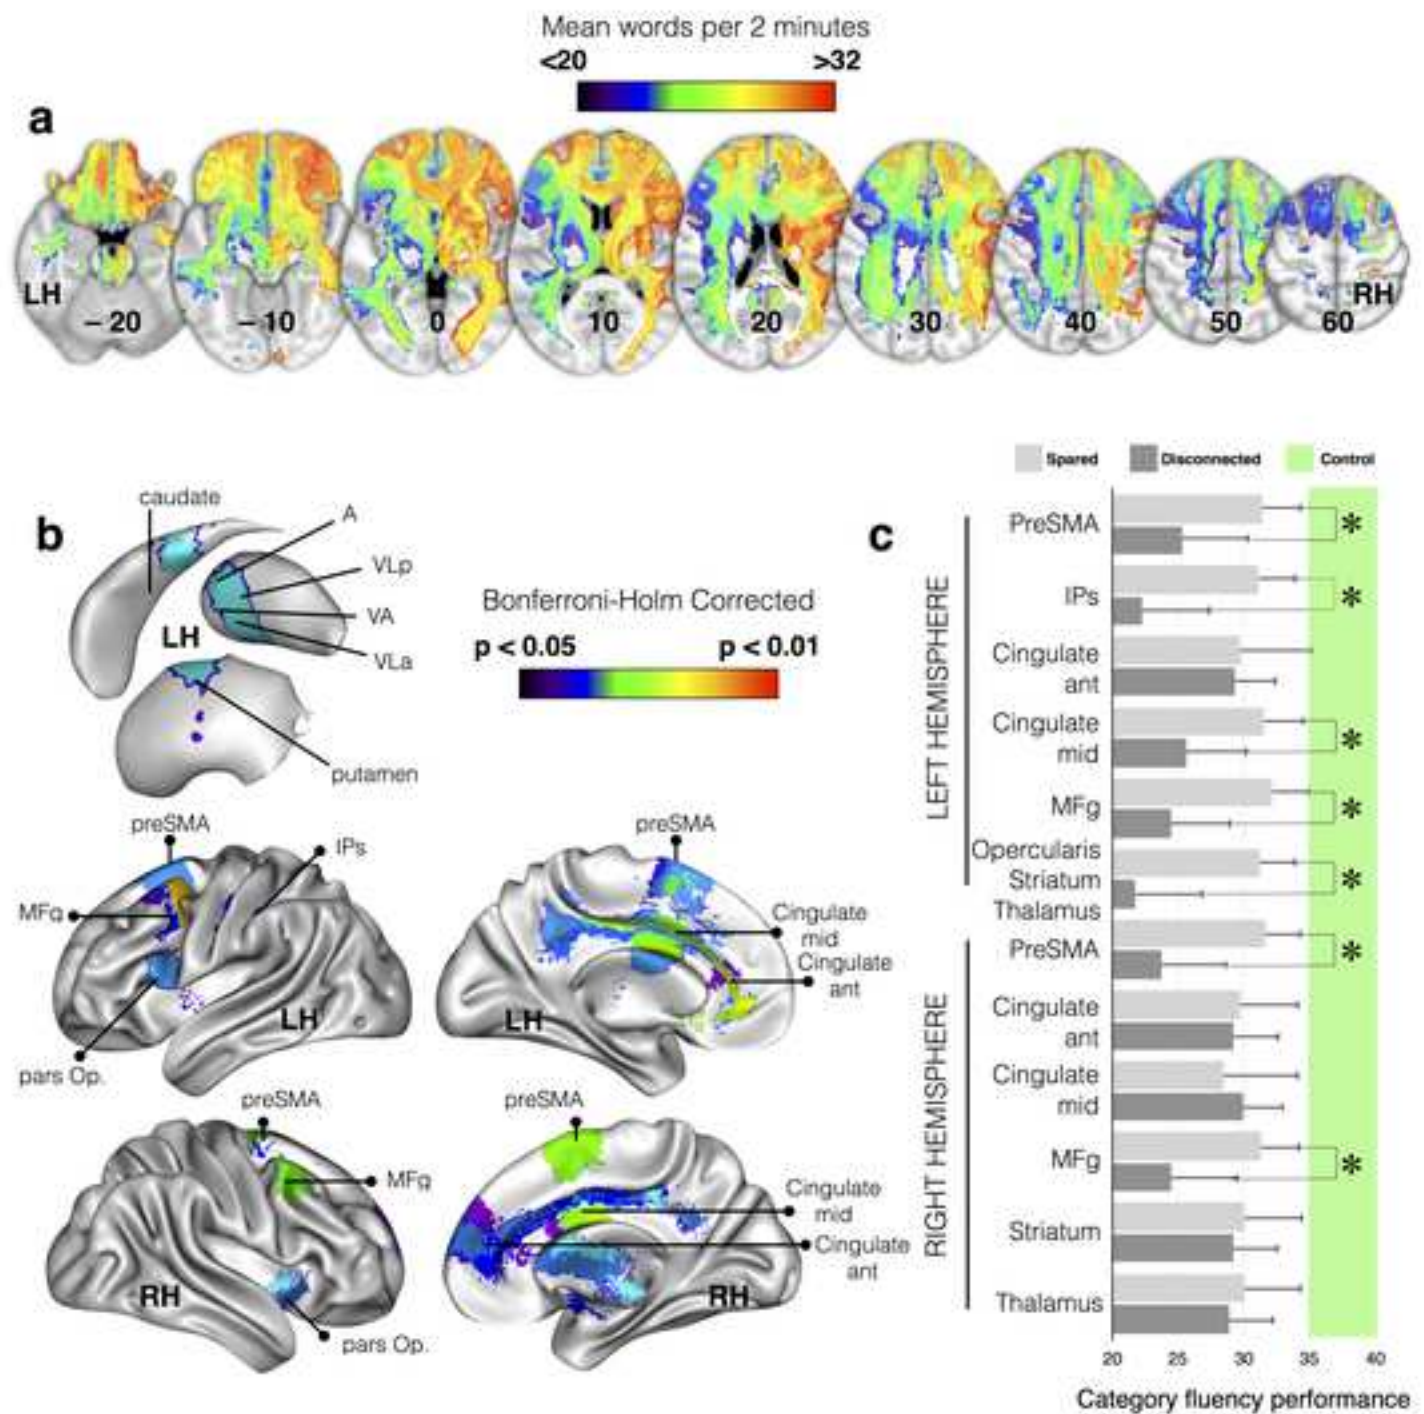 Mean words per 2 minutes
<20 >32
a
LH
– 20 – 10 0 10 20 30 40 50 60
RH
b
caudate
A
VLp
VA
VLa
LH
putamen
Bonferroni-Holm Corrected
p < 0.05 p < 0.01
preSMA
IPs
MFg
pars Op.
LH
preSMA
Cingulate
mid
Cingulate
ant
LH
preSMA
MFg
RH
pars Op.
preSMA
Cingulate
mid
Cingulate
ant
RH
c
Spared Disconnected Control
LEFT HEMISPHERE
PreSMA *
IPs *
Cingulate
ant
Cingulate
mid *
MFg *
Opercularis
Striatum *
Thalamus
RIGHT HEMISPHERE
PreSMA *
Cingulate
ant
Cingulate
mid
MFg *
Striatum
Thalamus
20 25 30 35 40
Category fluency performance